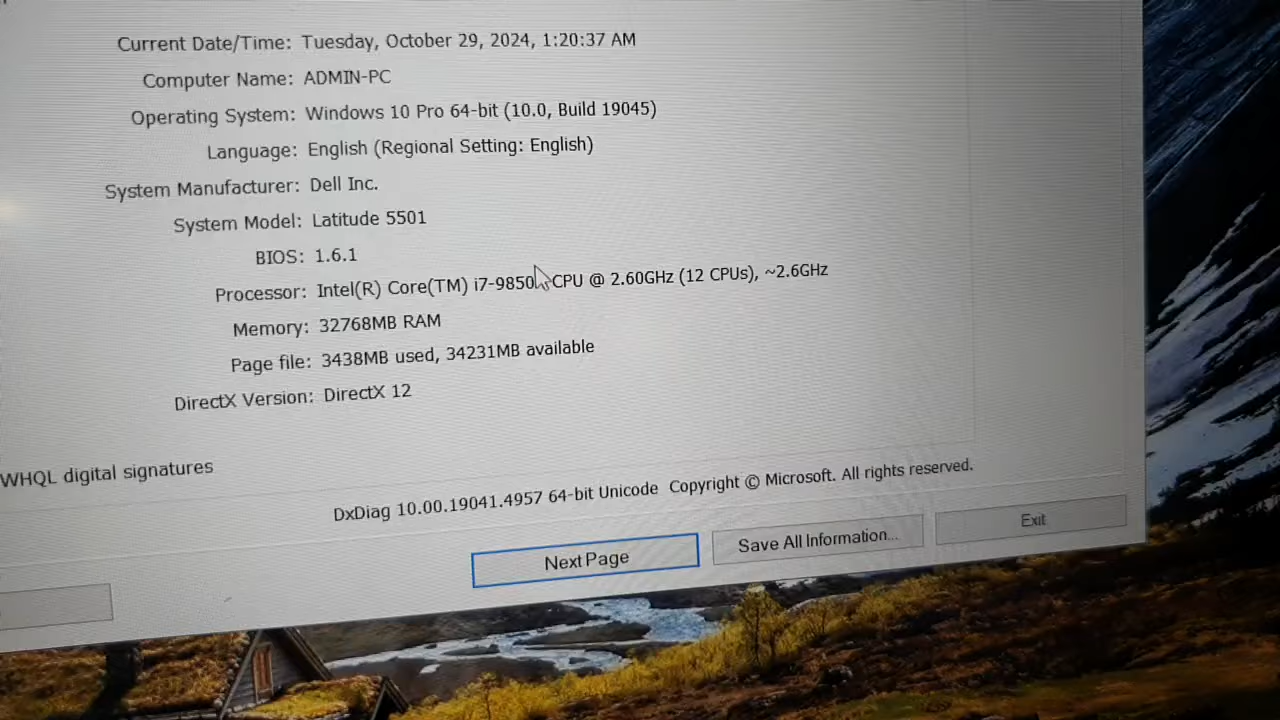 Current Date/Time: Tuesday, October 29, 2024, 1:20:37 AM
Computer Name: ADMIN-PC
Operating System: Windows 10 Pro 64-bit (10.0, Build 19045)
Language: English (Regional Setting: English)
System Manufacturer: Dell Inc.
System Model: Latitude 5501
BIOS: 1.6.1
Processor: Intel(R) Core(TM) i7-9850 CPU @ 2.60GHz (12 CPUs), ~2.6GHz
Memory: 32768MB RAM
Page file: 3438MB used, 34231MB available
DirectX Version: DirectX 12
WHQL digital signatures
DxDiag 10.00.19041.4957 64-bit Unicode Copyright © Microsoft. All rights reserved.
Next Page
Save All Information...
Exit